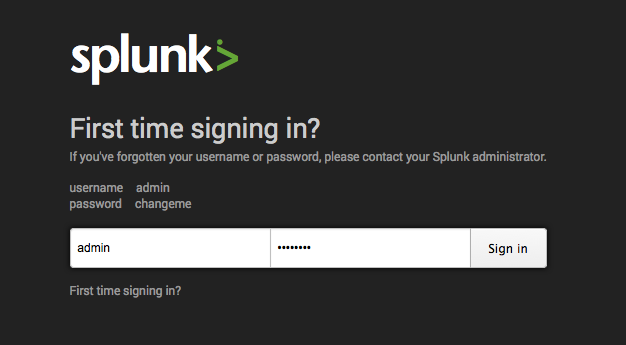 splunk>
First time signing in?
If you've forgotten your username or password, please contact your Splunk administrator.
username admin
password changeme
admin •••••••• Sign in
First time signing in?